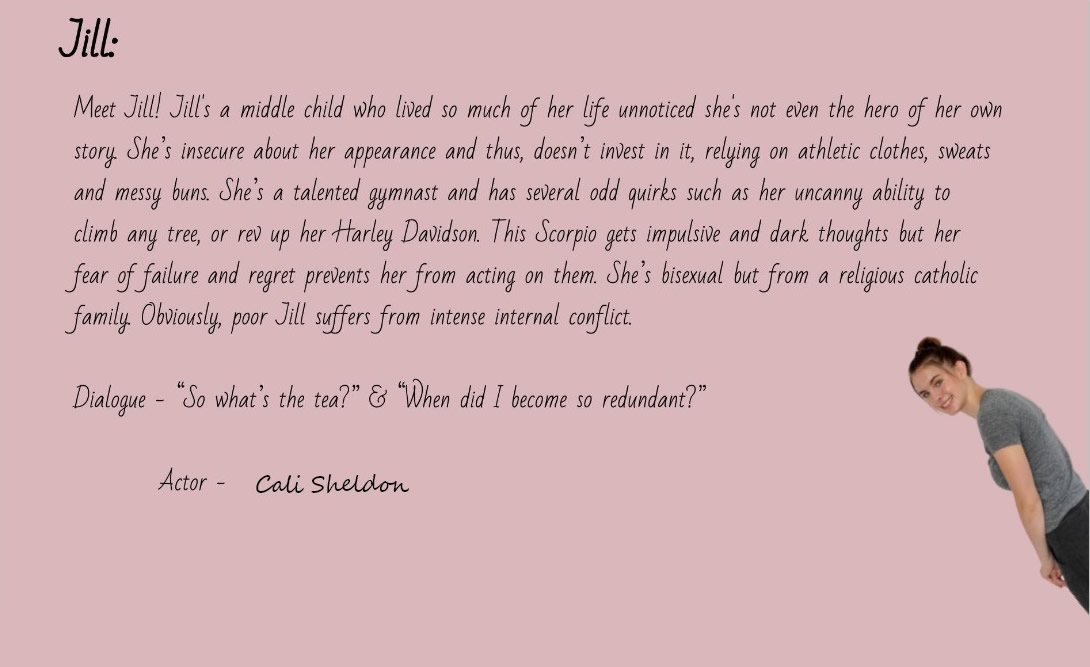 Jill:
Meet Jill! Jill's a middle child who lived so much of her life unnoticed she's not even the hero of her own
story. She's insecure about her appearance and thus, doesn't invest in it, relying on athletic clothes, sweats
and messy buns. She's a talented gymnast and has several odd quirks such as her uncanny ability to
climb any tree, or rev up her Harley Davidson. This Scorpio gets impulsive and dark thoughts but her
fear of failure and regret prevents her from acting on them. She's bisexual but from a religious catholic
family. Obviously, poor Jill suffers from intense internal conflict.
Dialogue - “So what's the tea?” & “When did I become so redundant?”
Actor - Cali Sheldon